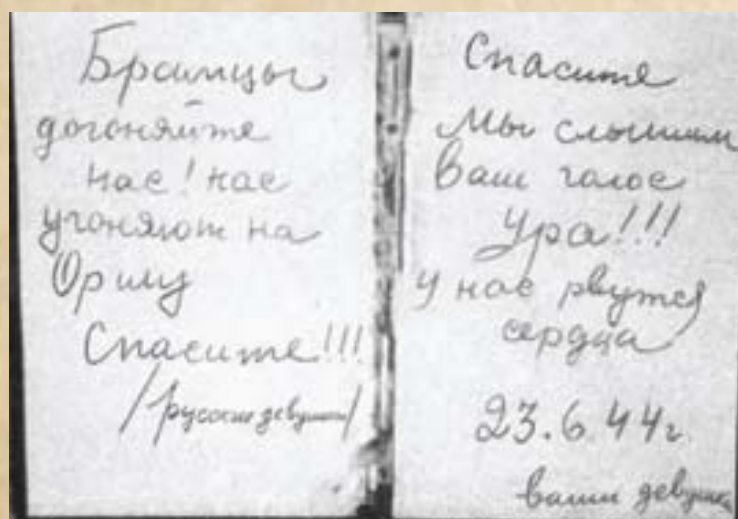 Братцы
догоняйте
нас! нас
угоняют на
Оршу
Спасите!!!
/русские девушки/
Спасите
Мы слышим
ваш голос
Ура!!!
у нас рвутся
сердца
23.6.44г.
ваши девушки